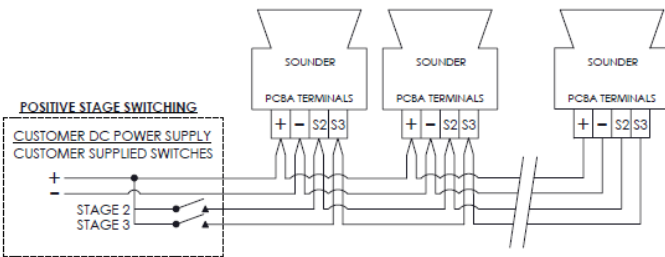 SOUNDER SOUNDER SOUNDER
PCBA TERMINALS PCBA TERMINALS PCBA TERMINALS
+ − S2 S3 + − S2 S3 + − S2 S3
POSITIVE STAGE SWITCHING
CUSTOMER DC POWER SUPPLY
CUSTOMER SUPPLIED SWITCHES
+
−
STAGE 2
STAGE 3